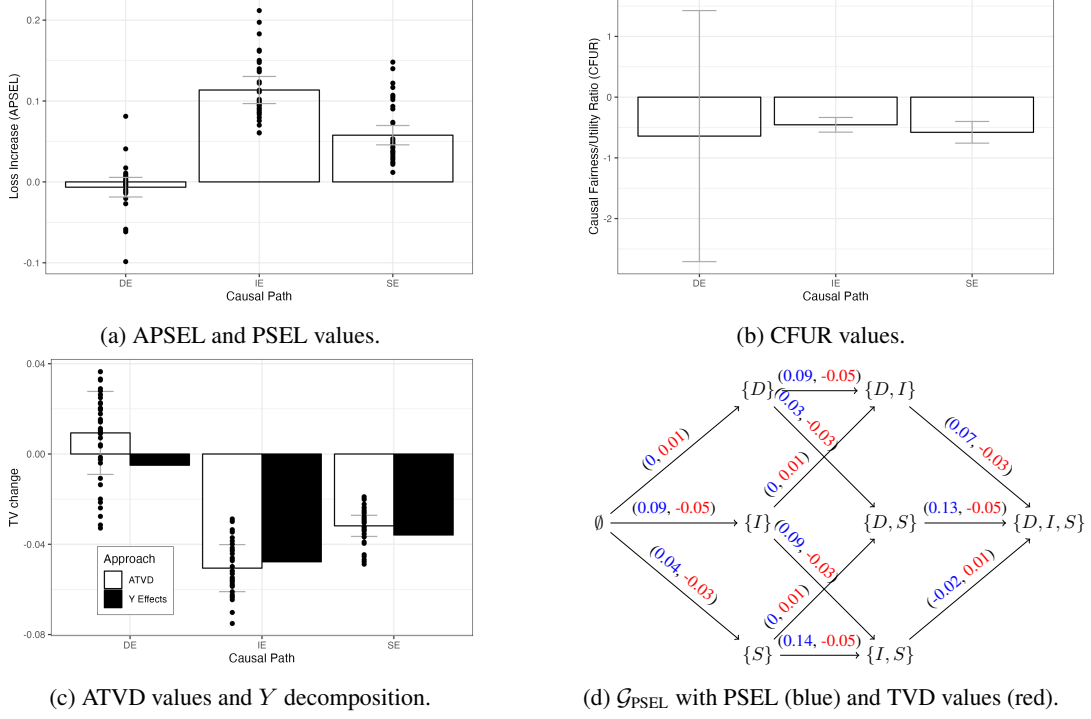 0.2
0.1
0.0
-0.1
Loss Increase (APSEL)
DE IE SE
Causal Path
(a) APSEL and PSEL values.
1
0
-1
-2
Causal Fairness/Utility Ratio (CFUR)
DE IE SE
Causal Path
(b) CFUR values.
0.04
0.00
-0.04
-0.08
TV change
Approach
ATVD
Y Effects
DE IE SE
Causal Path
(c) ATVD values and Y decomposition.
(0.09, -0.05)
{D} {D, I}
(0.03, -0.03)
(0, 0.01)
(0.07, -0.03)
(0, 0.01)
(0.09, -0.05) (0.13, -0.05)
∅ {I} {D, S} {D, I, S}
(0.09, -0.03)
(0.04, -0.03)
(-0.02, 0.01)
(0, 0.01)
(0.14, -0.05)
{S} {I, S}
(d) 𝒢PSEL with PSEL (blue) and TVD values (red).